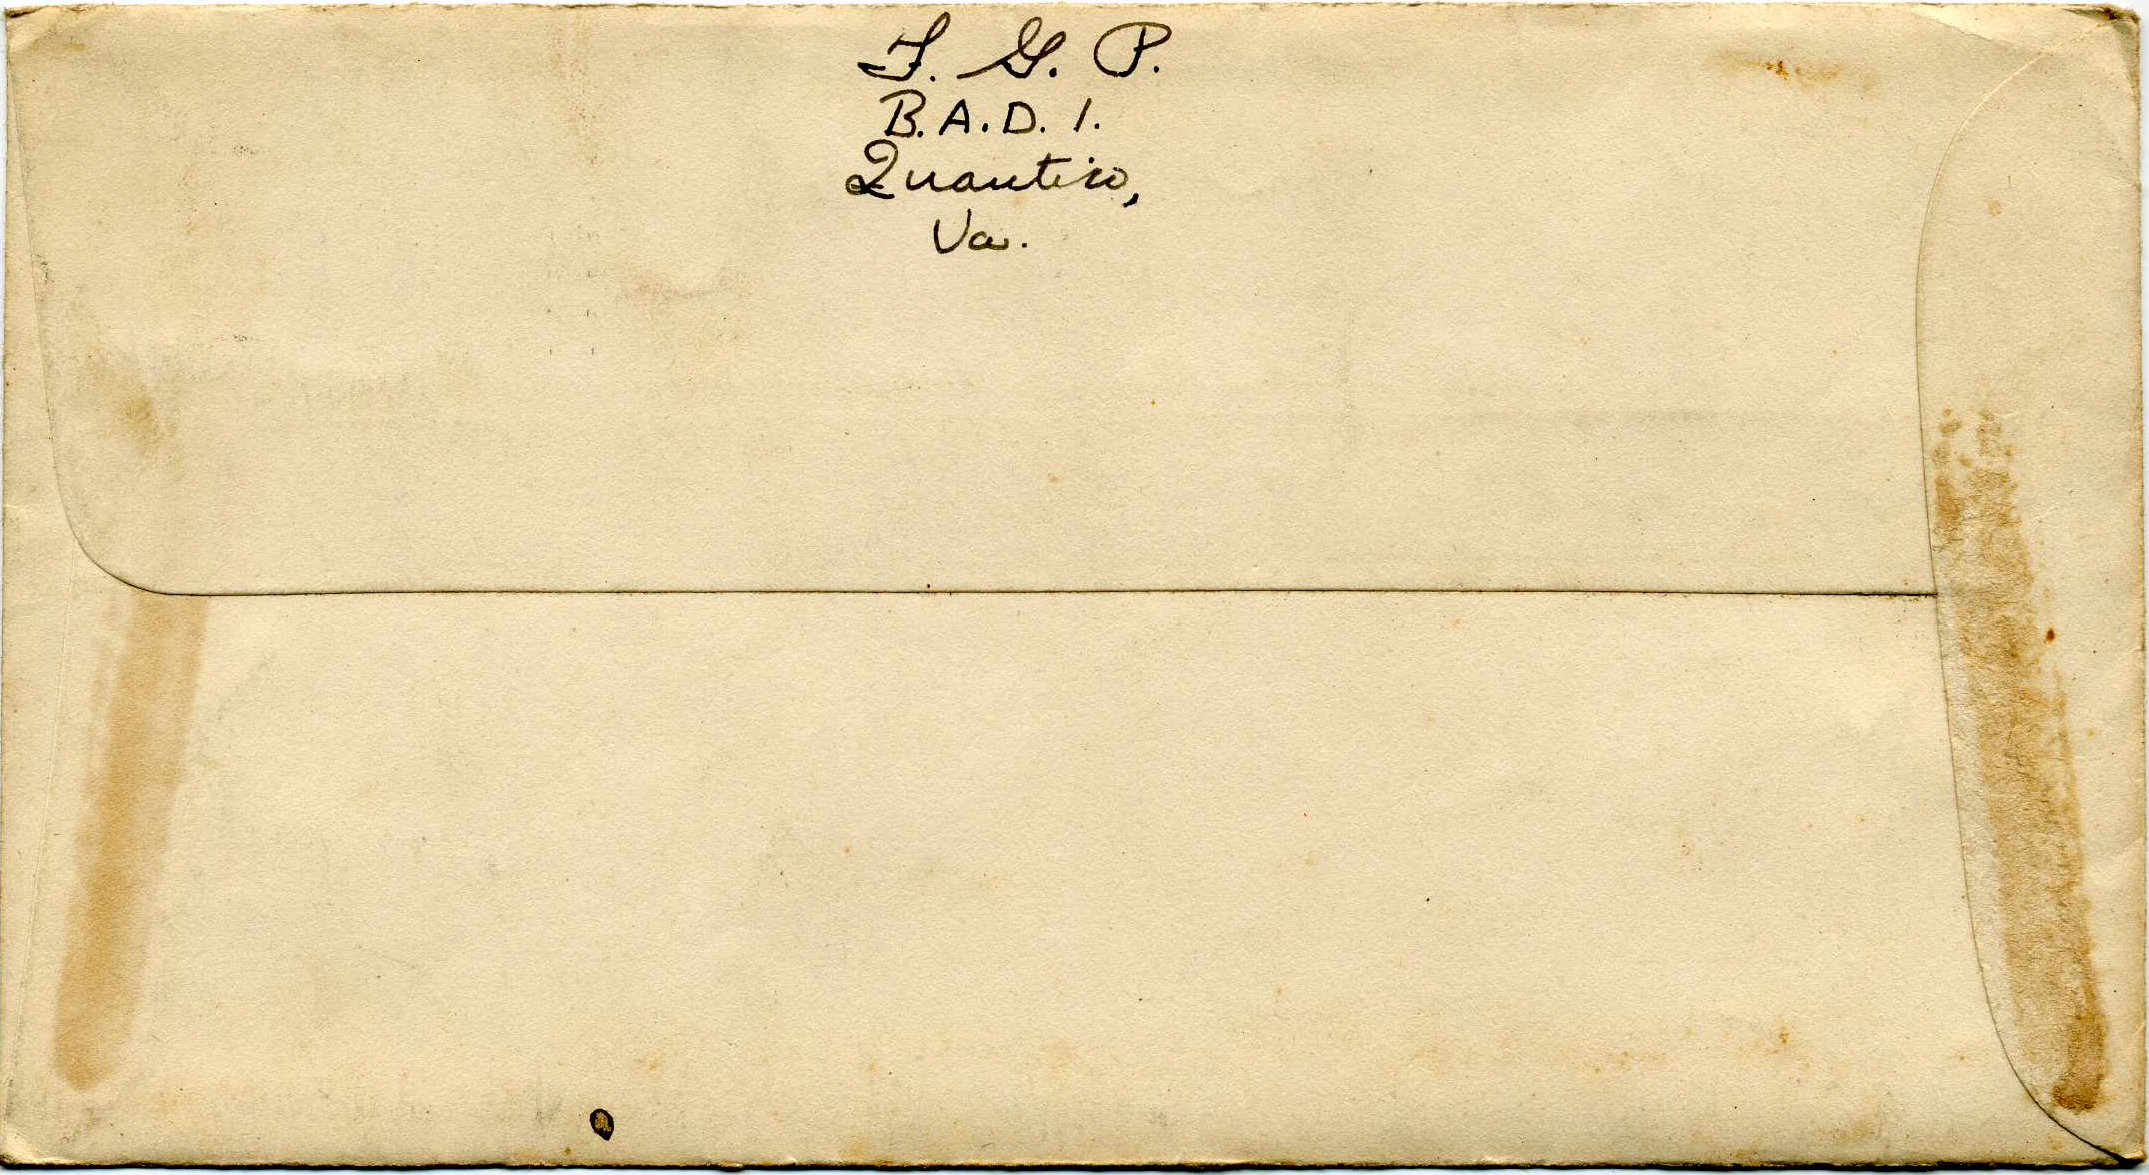 F. G. P.
B.A.D. 1.
Quantico,
Va.